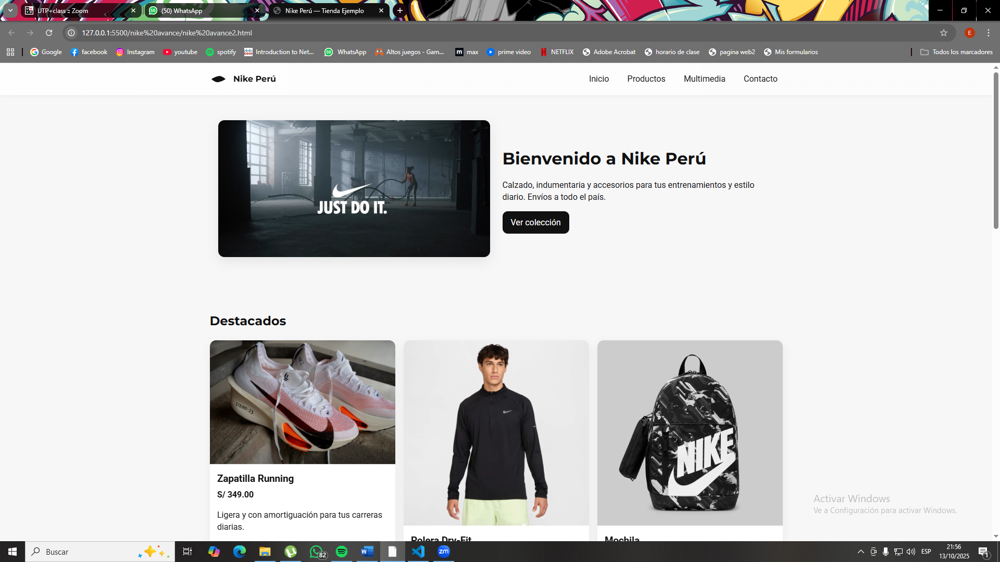 UTP+class :: Zoom
(50) WhatsApp
Nike Perú — Tienda Ejemplo
127.0.0.1:5500/nike%20avance/nike%20avance2.html
E
Google
facebook
Instagram
youtube
spotify
Introduction to Net...
50 WhatsApp
Altos juegos - Gam...
m max
prime video
NETFLIX
Adobe Acrobat
horario de clase
pagina web2
Mis formularios
Todos los marcadores
Nike Perú
Inicio
Productos
Multimedia
Contacto
JUST DO IT.
Bienvenido a Nike Perú
Calzado, indumentaria y accesorios para tus entrenamientos y estilo
diario. Envíos a todo el país.
Ver colección
Destacados
21200-23
NIKE
Zapatilla Running
S/ 349.00
Ligera y con amortiguación para tus carreras
diarias.
Polera Dry-Fit
Mochila
Activar Windows
Ve a Configuración para activar Windows.
Buscar
82
zm
ESP
21:56
13/10/2025
1